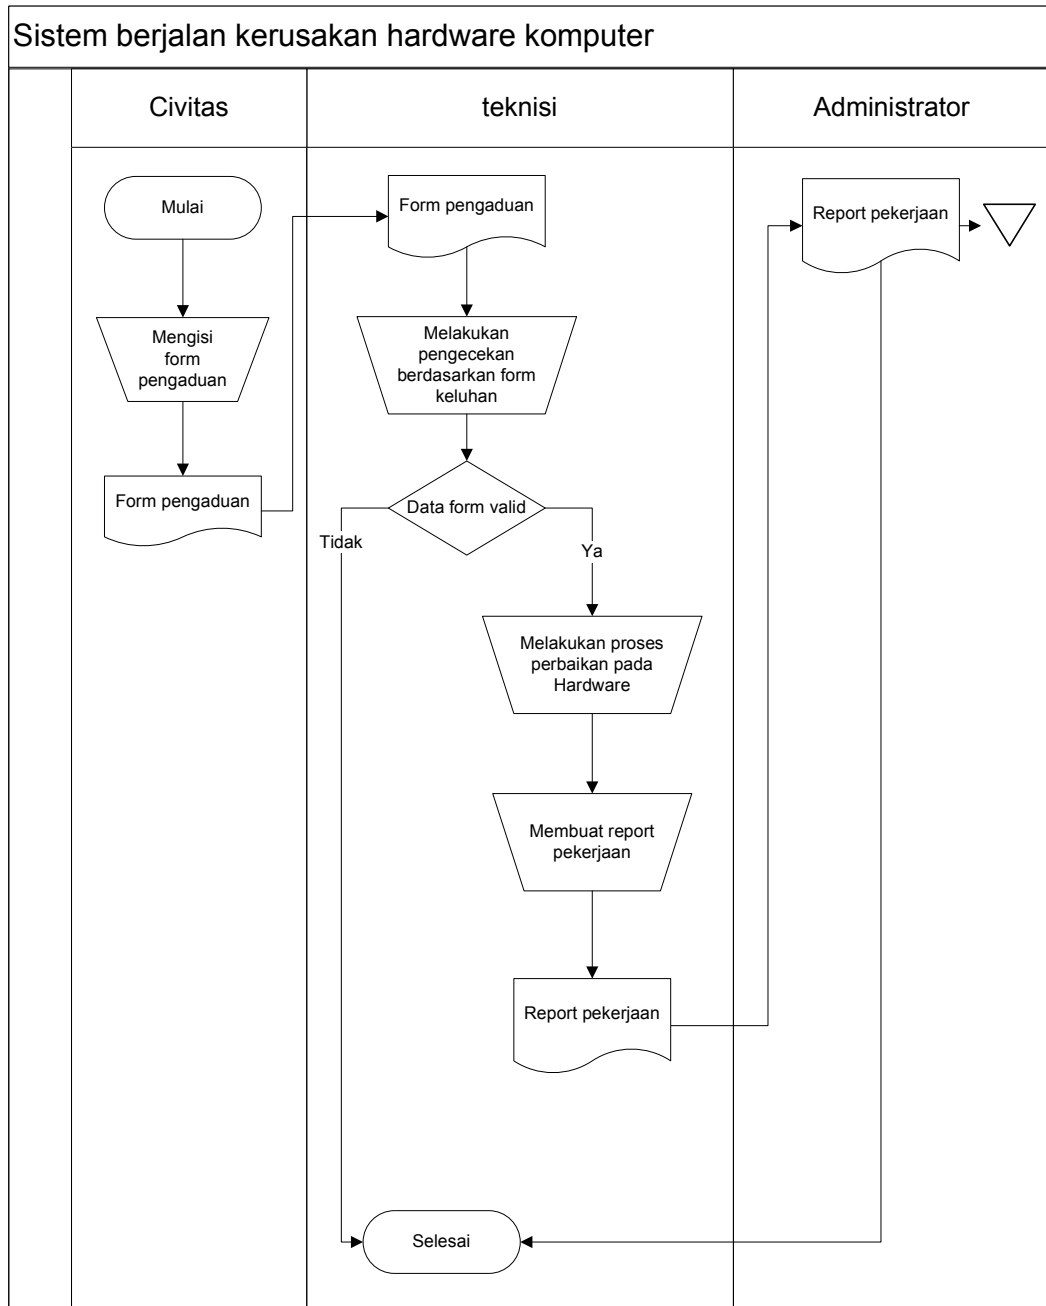 Sistem berjalan kerusakan hardware komputer
Civitas
teknisi
Administrator
Mulai
Mengisi
form
pengaduan
Form pengaduan
Form pengaduan
Melakukan
pengecekan
berdasarkan form
keluhan
Data form valid
Tidak
Ya
Melakukan proses
perbaikan pada
Hardware
Membuat report
pekerjaan
Report pekerjaan
Selesai
Report pekerjaan